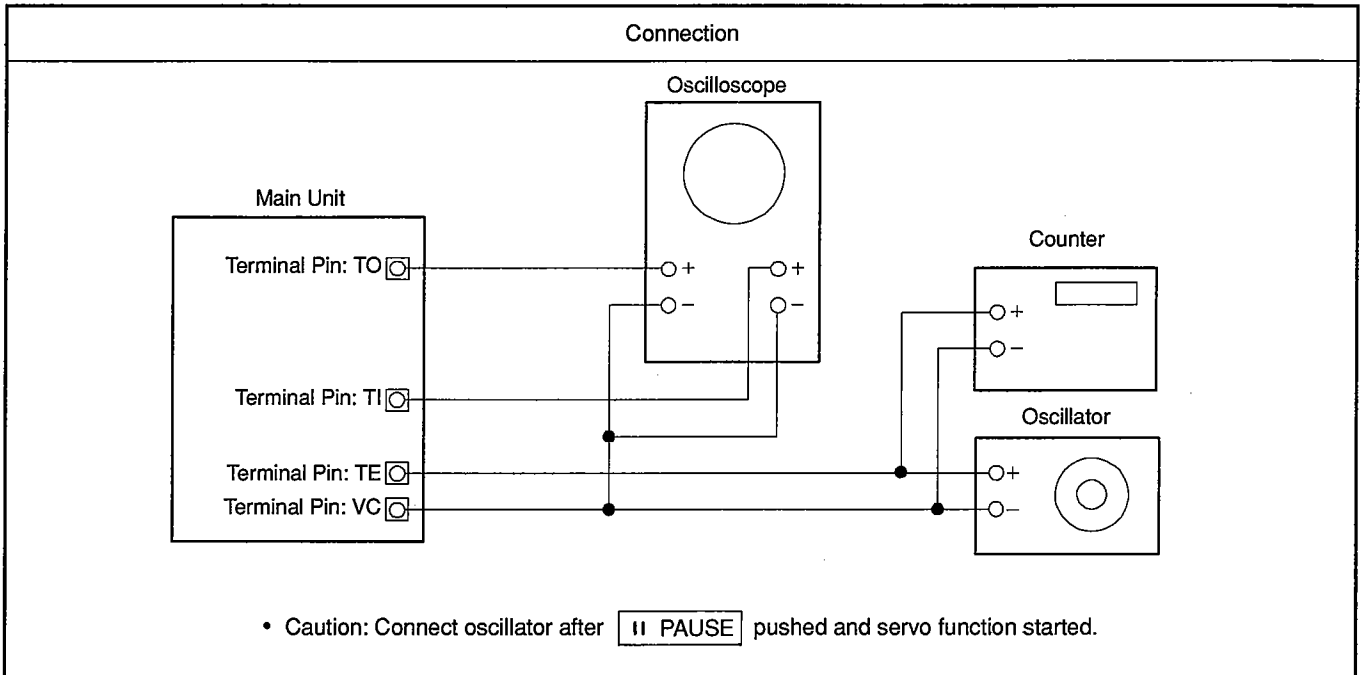 Connection
Oscilloscope
Main Unit
Terminal Pin: TO
+ +
− −
Counter
+
−
Terminal Pin: TI
Oscillator
Terminal Pin: TE
+
Terminal Pin: VC
−
• Caution: Connect oscillator after II PAUSE pushed and servo function started.